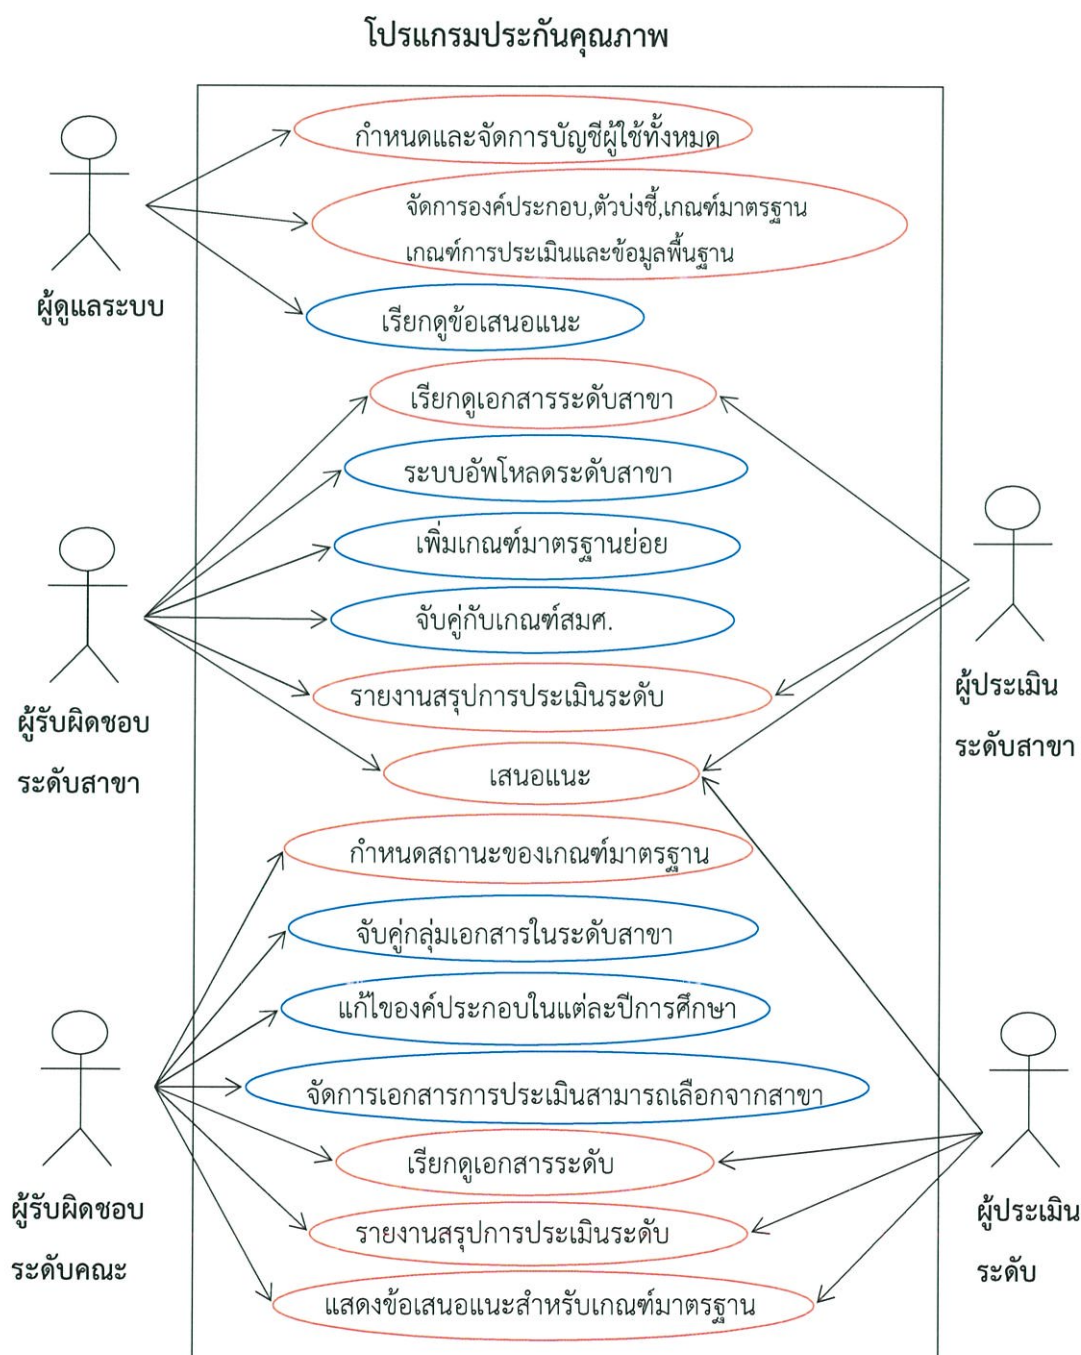 โปรแกรมประกันคุณภาพ
กำหนดและจัดการบัญชีผู้ใช้ทั้งหมด
จัดการองค์ประกอบ,ตัวบ่งชี้,เกณฑ์มาตรฐาน
เกณฑ์การประเมินและข้อมูลพื้นฐาน
ผู้ดูแลระบบ
เรียกดูข้อเสนอแนะ
เรียกดูเอกสารระดับสาขา
ระบบอัพโหลดระดับสาขา
เพิ่มเกณฑ์มาตรฐานย่อย
จับคู่กับเกณฑ์สมศ.
รายงานสรุปการประเมินระดับ
เสนอแนะ
ผู้รับผิดชอบ
ระดับสาขา
ผู้ประเมิน
ระดับสาขา
กำหนดสถานะของเกณฑ์มาตรฐาน
จับคู่กลุ่มเอกสารในระดับสาขา
แก้ไของค์ประกอบในแต่ละปีการศึกษา
จัดการเอกสารการประเมินสามารถเลือกจากสาขา
เรียกดูเอกสารระดับ
รายงานสรุปการประเมินระดับ
แสดงข้อเสนอแนะสำหรับเกณฑ์มาตรฐาน
ผู้รับผิดชอบ
ระดับคณะ
ผู้ประเมิน
ระดับ